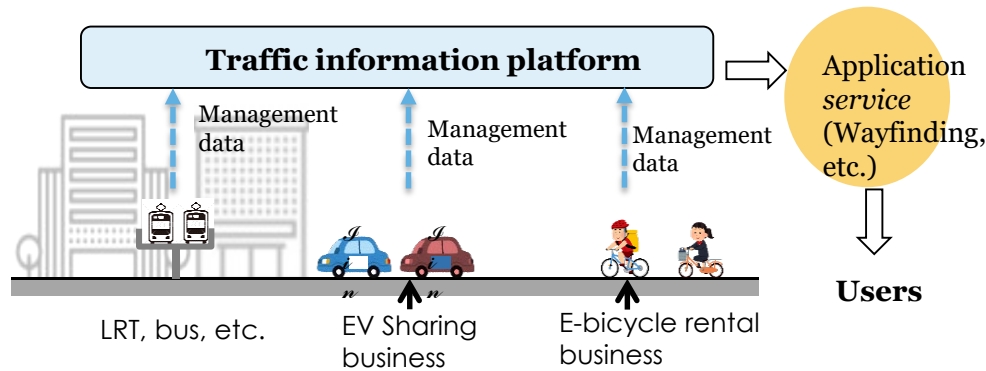 Traffic information platform
Application
service
(Wayfinding,
etc.)
Management
data
Management
data
Management
data
Users
LRT, bus, etc.
EV Sharing
business
E-bicycle rental
business